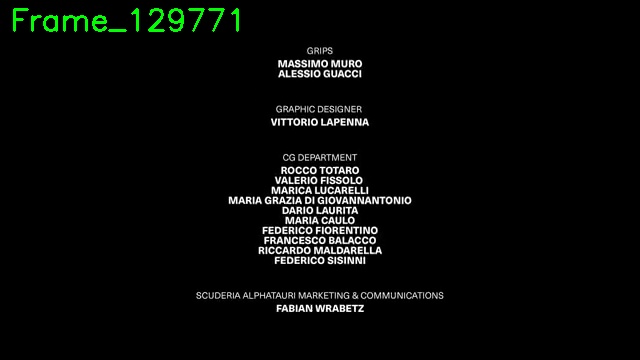 Frame_129771
GRIPS
MASSIMO MURO
ALESSIO GUACCI
GRAPHIC DESIGNER
VITTORIO LAPENNA
CG DEPARTMENT
ROCCO TOTARO
VALERIO FISSOLO
MARICA LUCARELLI
MARIA GRAZIA DI GIOVANNANTONIO
DARIO LAURITA
MARIA CAULO
FEDERICO FIORENTINO
FRANCESCO BALACCO
RICCARDO MALDARELLA
FEDERICO SISINNI
SCUDERIA ALPHATAURI MARKETING & COMMUNICATIONS
FABIAN WRABETZ